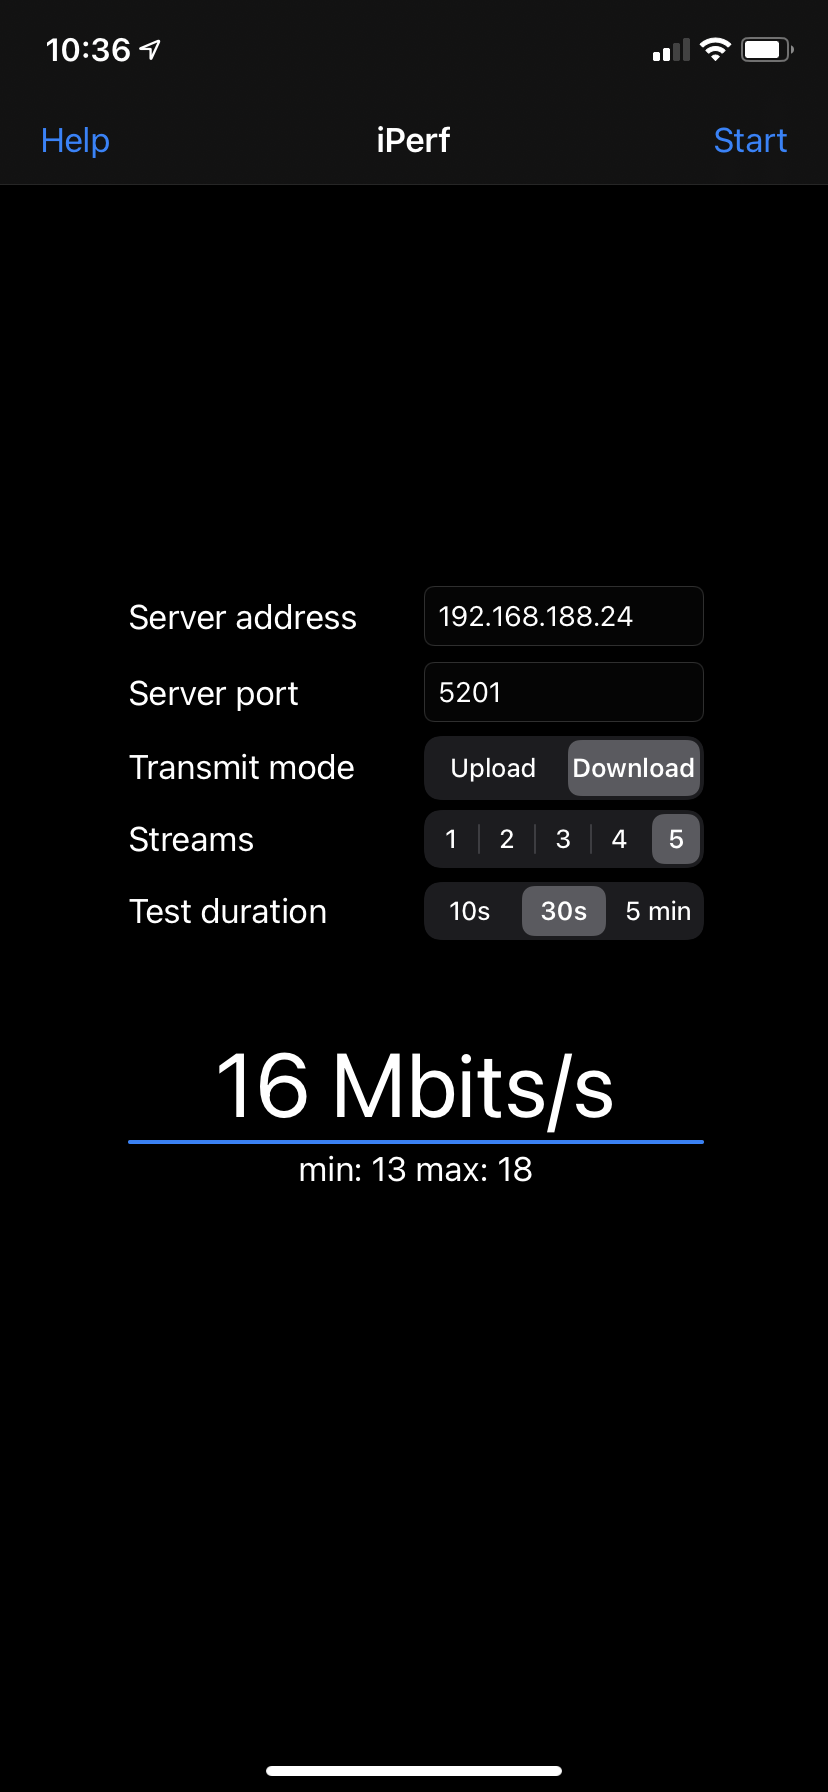 10:36
Help iPerf Start
Server address 192.168.188.24
Server port 5201
Transmit mode Upload Download
Streams 1 2 3 4 5
Test duration 10s 30s 5 min
16 Mbits/s
min: 13 max: 18